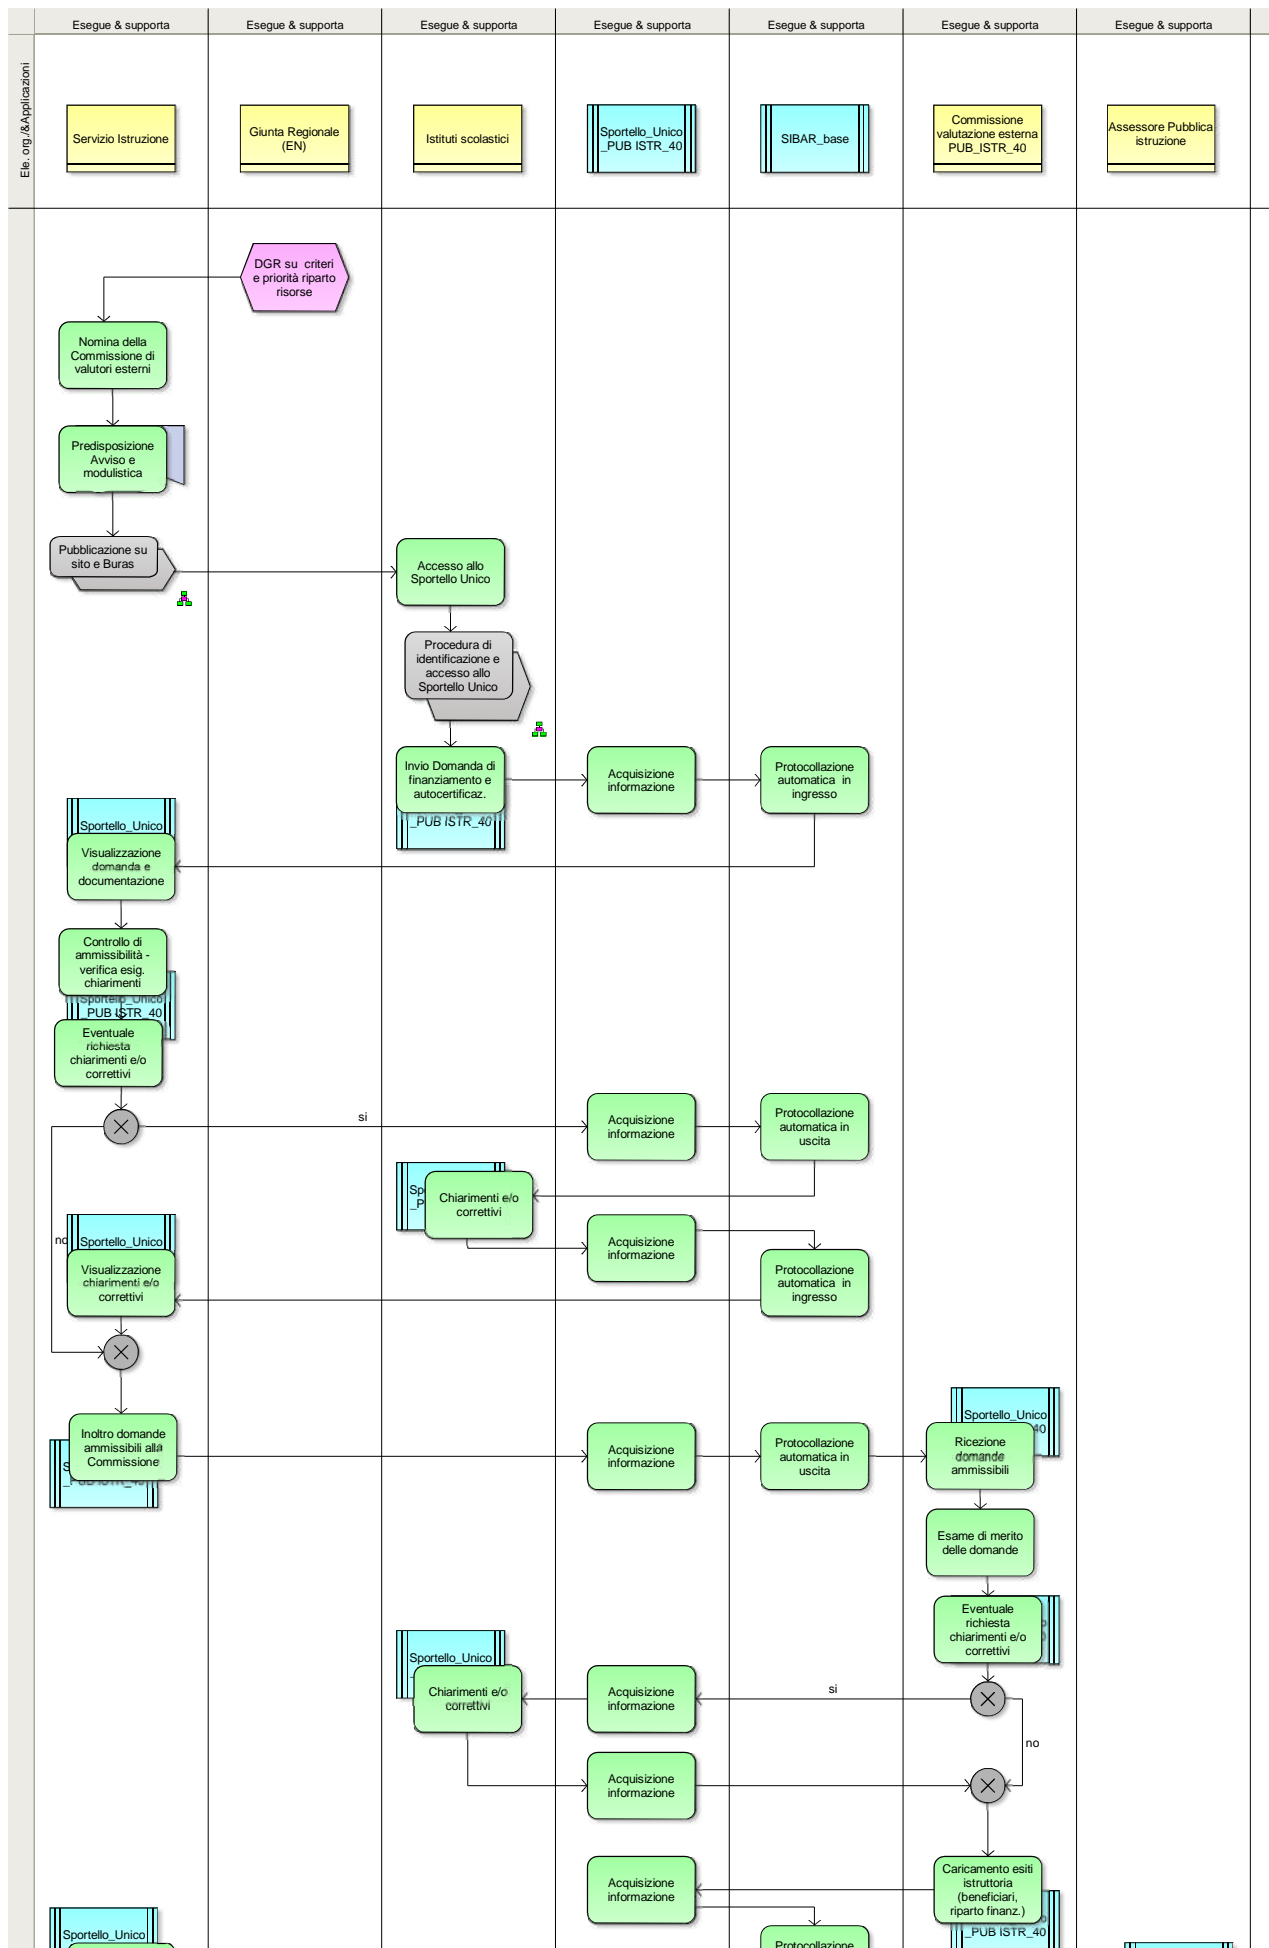 Esegue & supporta
Esegue & supporta
Esegue & supporta
Esegue & supporta
Esegue & supporta
Esegue & supporta
Esegue & supporta
Ele. org./&Applicazioni
Servizio Istruzione
Giunta Regionale
(EN)
Istituti scolastici
Sportello_Unico
_PUB ISTR_40
SIBAR_base
Commissione
valutazione esterna
PUB_ISTR_40
Assessore Pubblica
istruzione
DGR su criteri
e priorità riparto
risorse
Nomina della
Commissione di
valutori esterni
Predisposizione
Avviso e
modulistica
Pubblicazione su
sito e Buras
Accesso allo
Sportello Unico
Procedura di
identificazione e
accesso allo
Sportello Unico
Invio Domanda di
finanziamento e
autocertificaz.
_PUB ISTR_40
Acquisizione
informazione
Protocollazione
automatica in
ingresso
Sportello_Unico
Visualizzazione
domanda e
documentazione
Controllo di
ammissibilità -
verifica esig.
chiarimenti
Sportello_Unico
_PUB ISTR_40
Eventuale
richiesta
chiarimenti e/o
correttivi
si
Acquisizione
informazione
Protocollazione
automatica in
uscita
Sp
_P
Chiarimenti e/o
correttivi
Acquisizione
informazione
Protocollazione
automatica in
ingresso
no
Sportello_Unico
Visualizzazione
chiarimenti e/o
correttivi
Inoltro domande
ammissibili alla
Commissione
S
_PUB ISTR_40
Acquisizione
informazione
Protocollazione
automatica in
uscita
Sportello_Unico
40
Ricezione
domande
ammissibili
Esame di merito
delle domande
Eventuale
richiesta
chiarimenti e/o
correttivi
Sportello_Unico
Chiarimenti e/o
correttivi
Acquisizione
informazione
si
no
Acquisizione
informazione
Acquisizione
informazione
Caricamento esiti
istruttoria
(beneficiari,
riparto finanz.)
_PUB ISTR_40
Sportello_Unico
Protocollazione